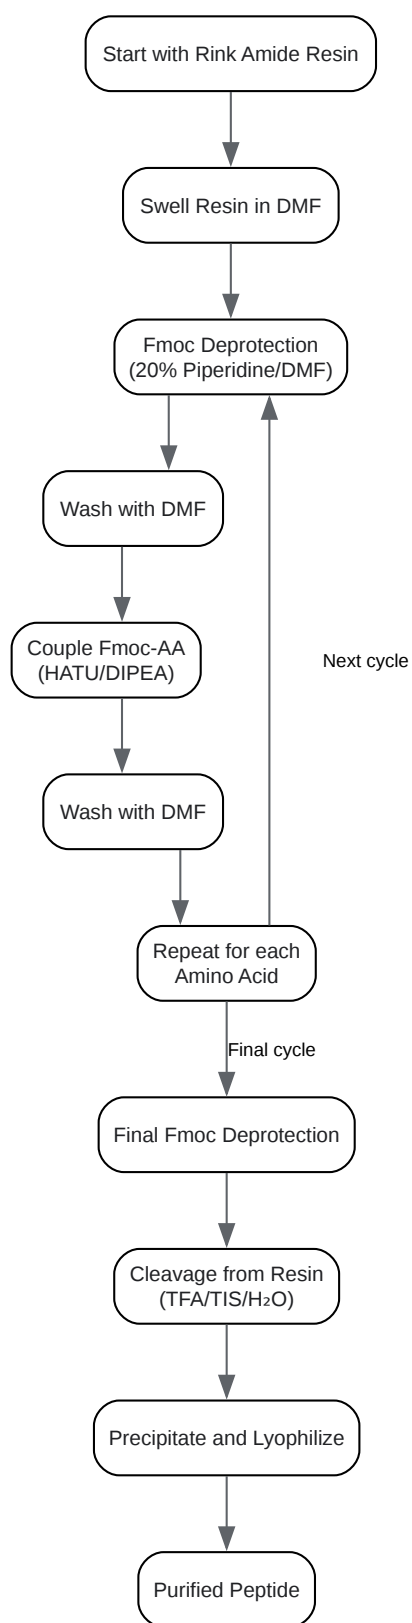 Start with Rink Amide Resin
Swell Resin in DMF
Fmoc Deprotection
(20% Piperidine/DMF)
Wash with DMF
Couple Fmoc-AA
(HATU/DIPEA)
Next cycle
Wash with DMF
Repeat for each
Amino Acid
Final cycle
Final Fmoc Deprotection
Cleavage from Resin
(TFA/TIS/H₂O)
Precipitate and Lyophilize
Purified Peptide